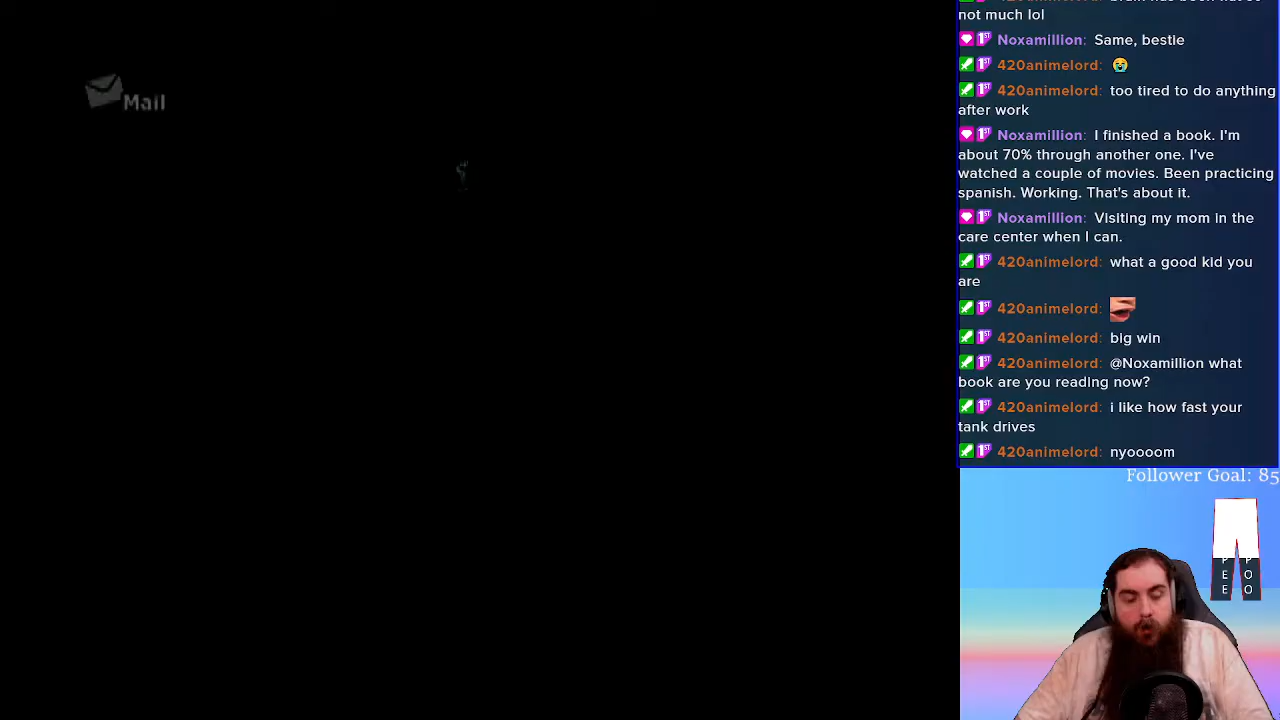 not much lol
Noxamillion: Same, bestie
420animelord: 😭
420animelord: too tired to do anything
after work
Noxamillion: I finished a book. I'm
about 70% through another one. I've
watched a couple of movies. Been practicing
spanish. Working. That's about it.
Noxamillion: Visiting my mom in the
care center when I can.
420animelord: what a good kid you
are
420animelord:
420animelord: big win
420animelord: @Noxamillion what
book are you reading now?
420animelord: i like how fast your
tank drives
420animelord: nyoooom
Mail
Follower Goal: 85
P P
E O
E O